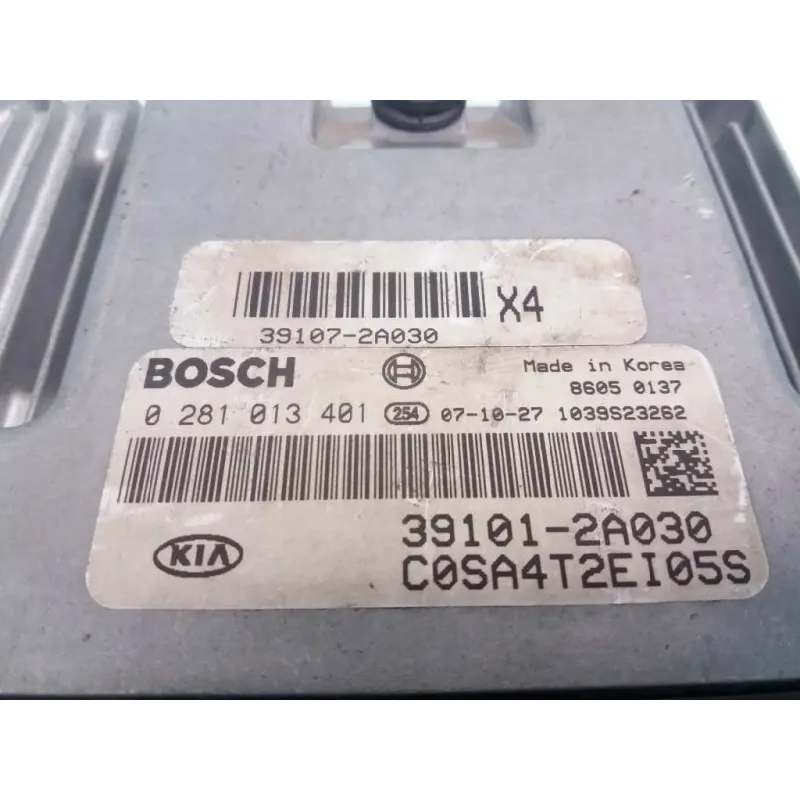 X4
39107-2A030
BOSCH Made in Korea
8605 0137
0 281 013 401 254 07-10-27 1039S23262
39101-2A030
KIA C0SA4T2EI05S